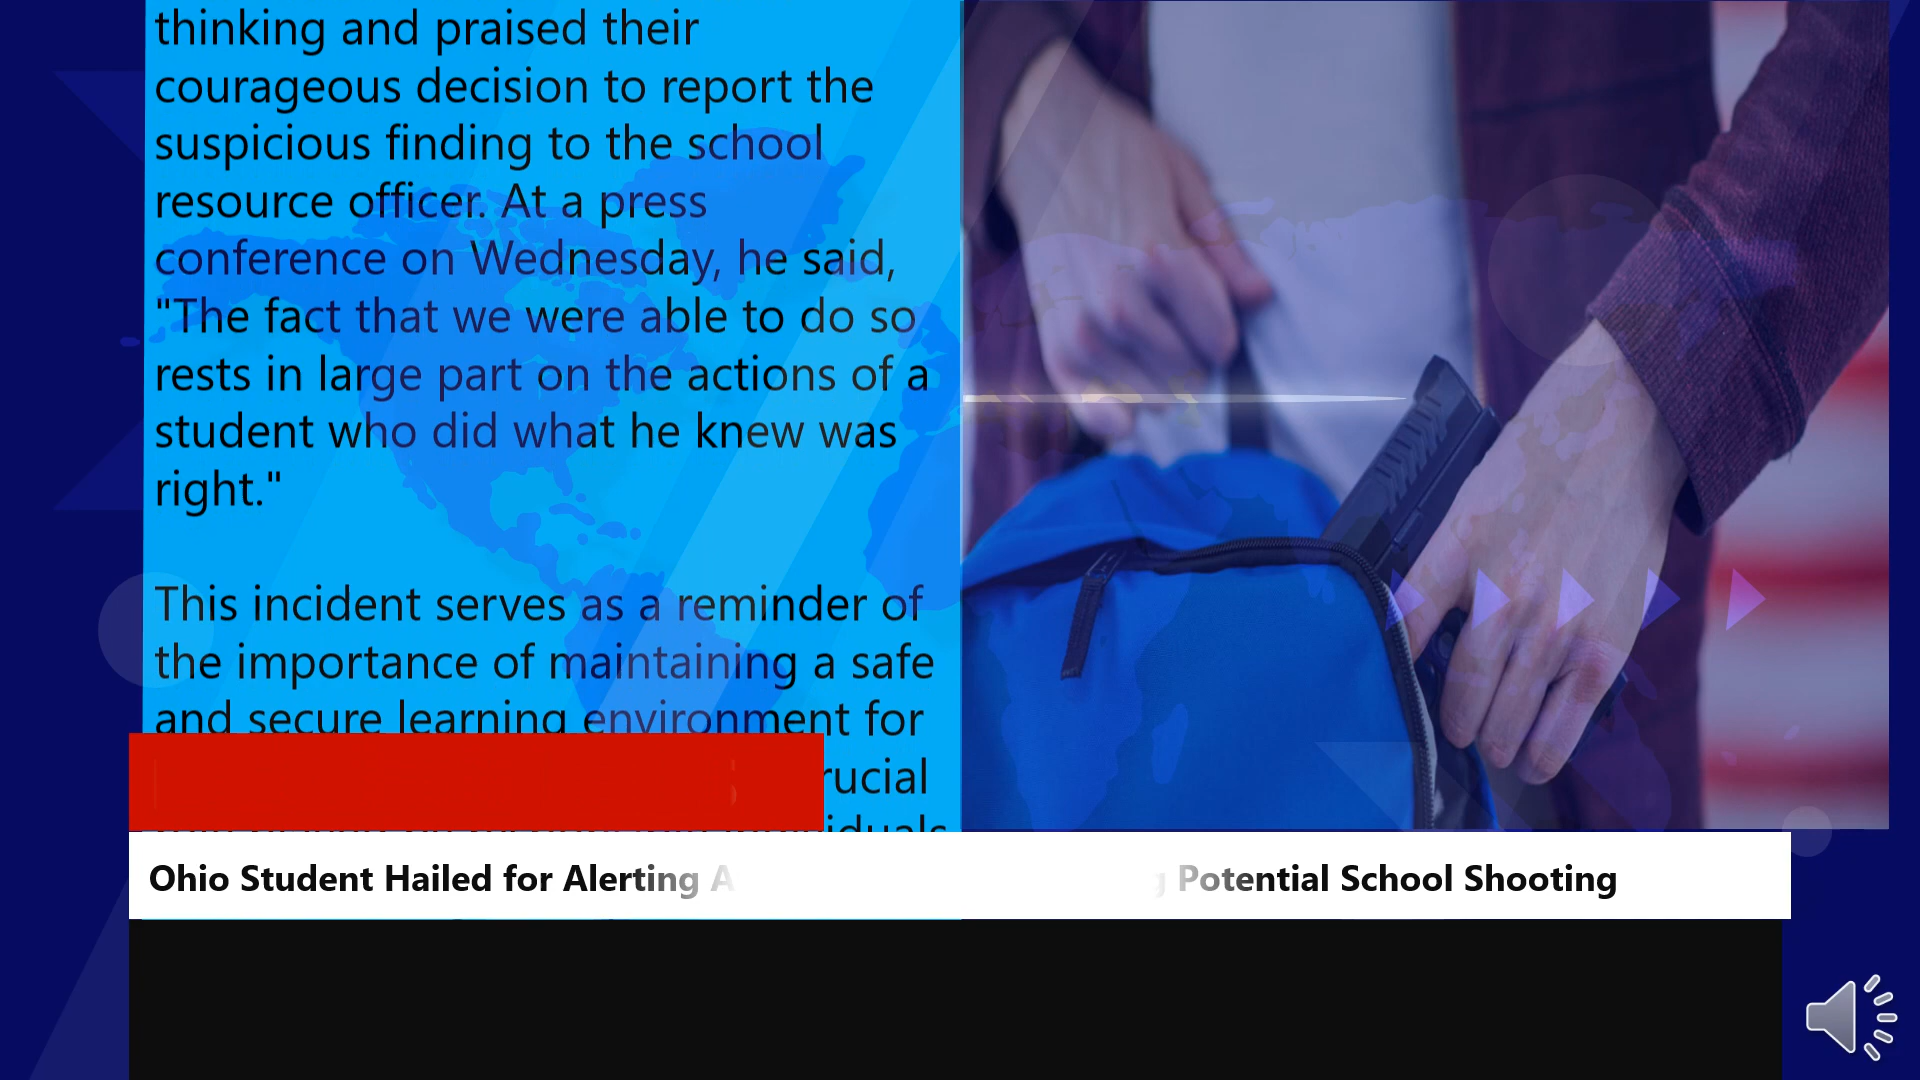 thinking and praised their
courageous decision to report the
suspicious finding to the school
resource officer. At a press
conference on Wednesday, he said,
"The fact that we were able to do so
rests in large part on the actions of a
student who did what he knew was
right."
This incident serves as a reminder of
the importance of maintaining a safe
and secure learning environment for
Ohio Student Hailed for Alerting Potential School Shooting